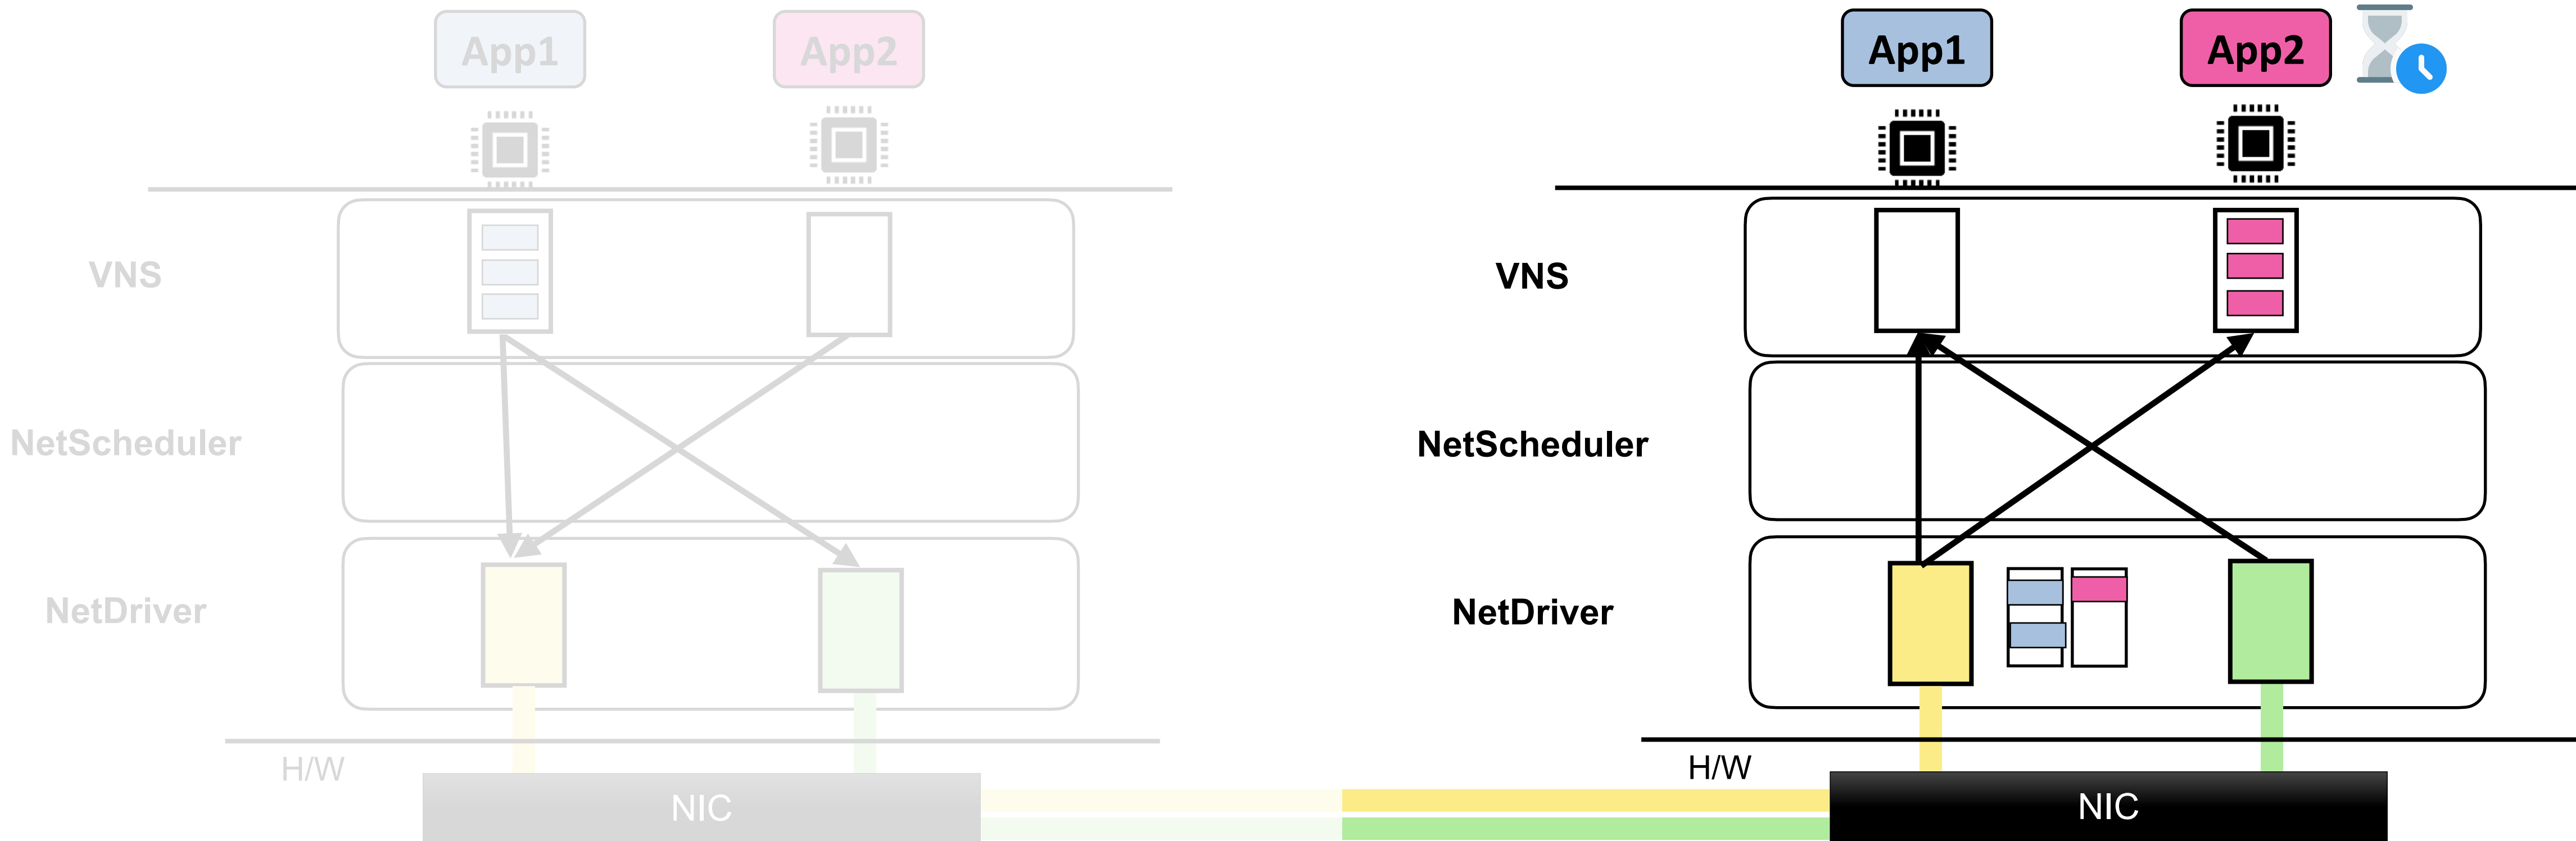 App1
App2
VNS
NetScheduler
NetDriver
H/W
NIC
App1
App2
VNS
NetScheduler
NetDriver
H/W
NIC